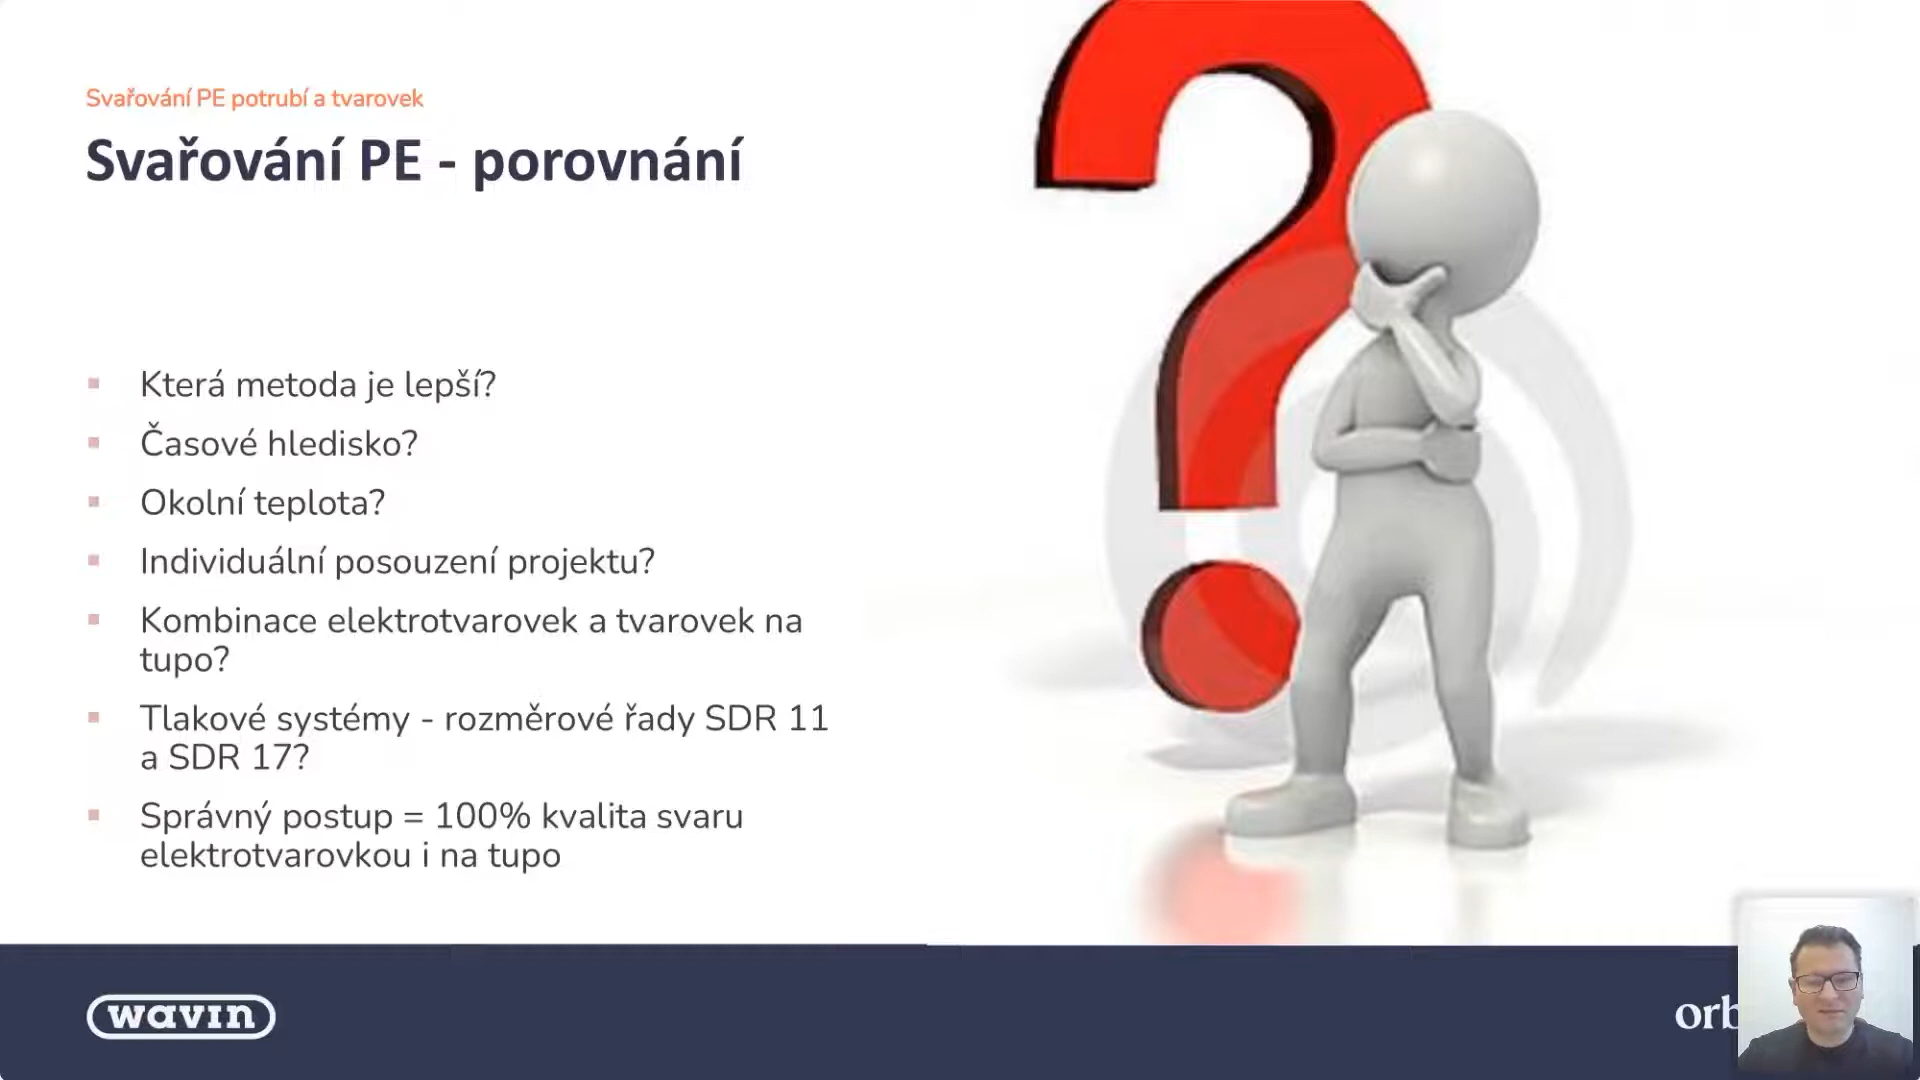 Svařování PE potrubí a tvarovek
Svařování PE - porovnání
Která metoda je lepší?
Časové hledisko?
Okolní teplota?
Individuální posouzení projektu?
Kombinace elektrotvarovek a tvarovek na
tupo?
Tlakové systémy - rozměrové řady SDR 11
a SDR 17?
Správný postup = 100% kvalita svaru
elektrotvarovkou i na tupo
wavin